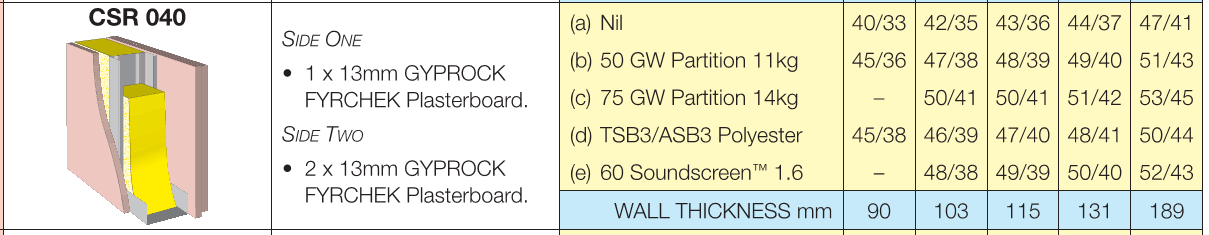 CSR 040
SIDE ONE
• 1 x 13mm GYPROCK
FYRCHEK Plasterboard.
SIDE TWO
• 2 x 13mm GYPROCK
FYRCHEK Plasterboard.
(a) Nil 40/33 42/35 43/36 44/37 47/41
(b) 50 GW Partition 11kg 45/36 47/38 48/39 49/40 51/43
(c) 75 GW Partition 14kg – 50/41 50/41 51/42 53/45
(d) TSB3/ASB3 Polyester 45/38 46/39 47/40 48/41 50/44
(e) 60 Soundscreen™ 1.6 – 48/38 49/39 50/40 52/43
WALL THICKNESS mm 90 103 115 131 189